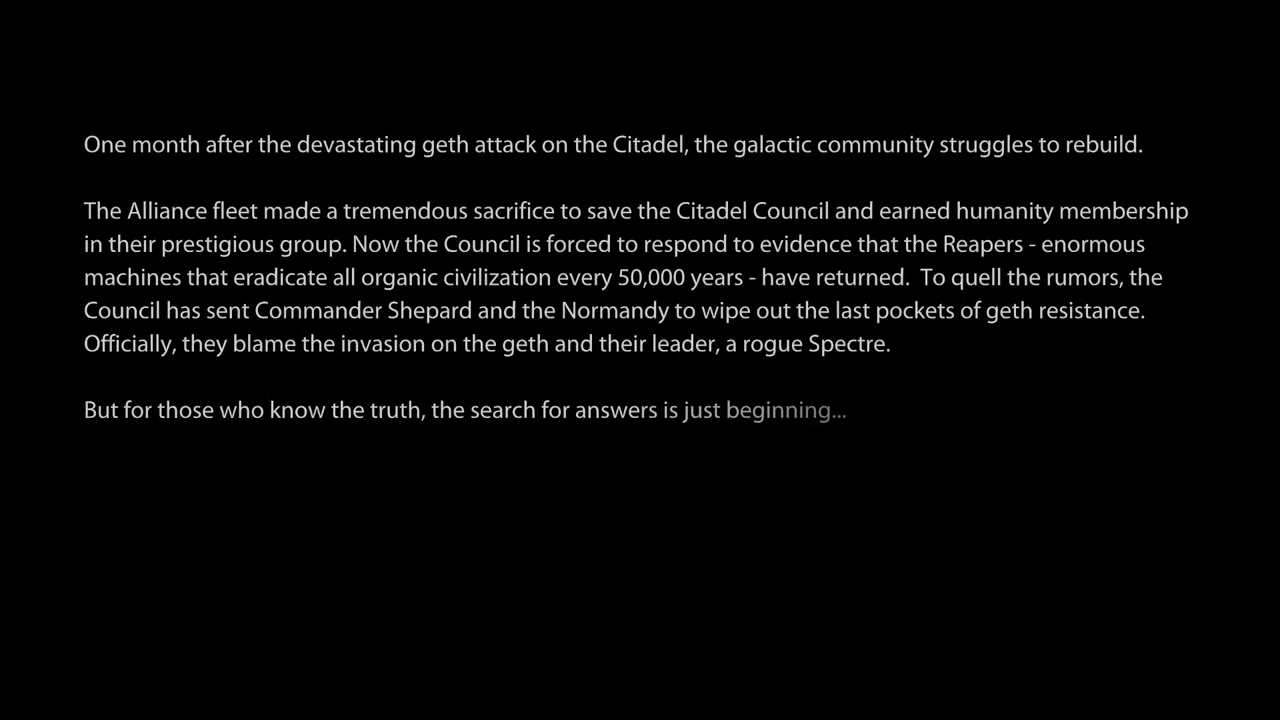 One month after the devastating geth attack on the Citadel, the galactic community struggles to rebuild.
The Alliance fleet made a tremendous sacrifice to save the Citadel Council and earned humanity membership
in their prestigious group. Now the Council is forced to respond to evidence that the Reapers - enormous
machines that eradicate all organic civilization every 50,000 years - have returned.  To quell the rumors, the
Council has sent Commander Shepard and the Normandy to wipe out the last pockets of geth resistance.
Officially, they blame the invasion on the geth and their leader, a rogue Spectre.
But for those who know the truth, the search for answers is just beginning...